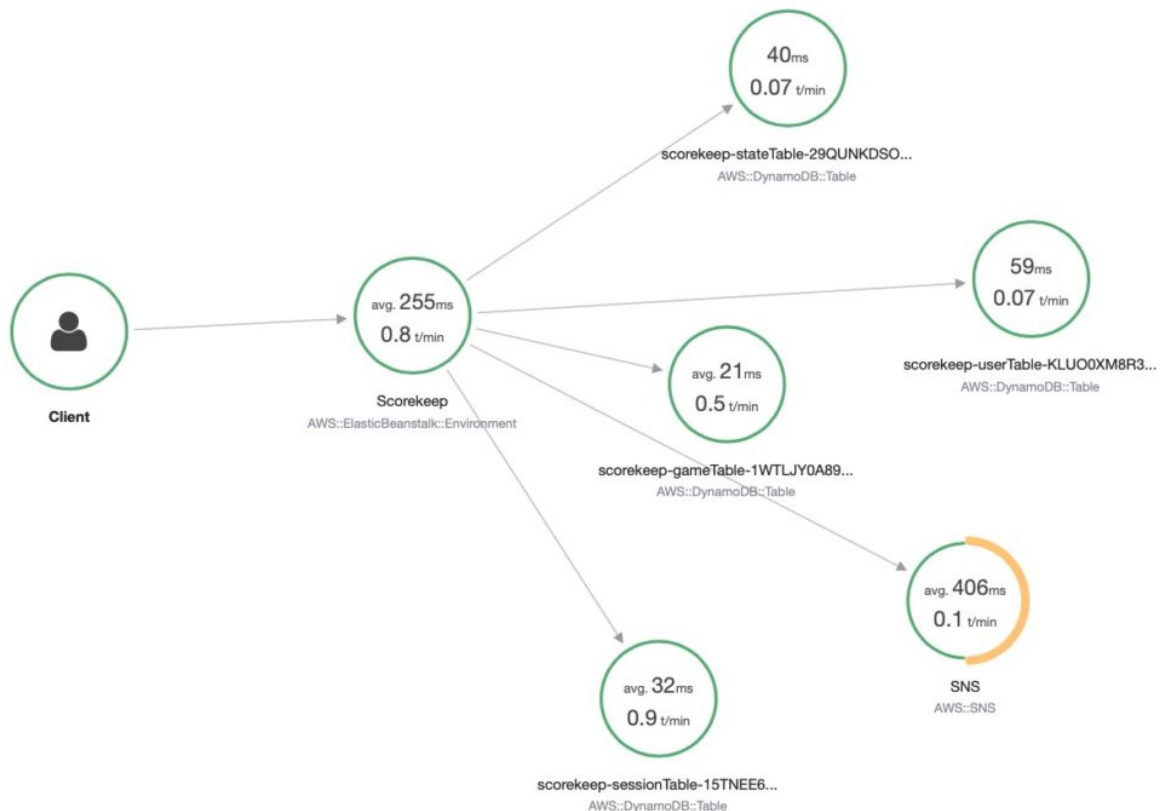 40ms
0.07 t/min
scorekeep-stateTable-29QUNKDSO...
AWS::DynamoDB::Table
59ms
0.07 t/min
scorekeep-userTable-KLUO0XM8R3...
AWS::DynamoDB::Table
Client
avg. 255ms
0.8 t/min
Scorekeep
AWS::ElasticBeanstalk::Environment
avg. 21ms
0.5 t/min
scorekeep-gameTable-1WTLJY0A89...
AWS::DynamoDB::Table
avg. 406ms
0.1 t/min
SNS
AWS::SNS
avg. 32ms
0.9 t/min
scorekeep-sessionTable-15TNEE6...
AWS::DynamoDB::Table